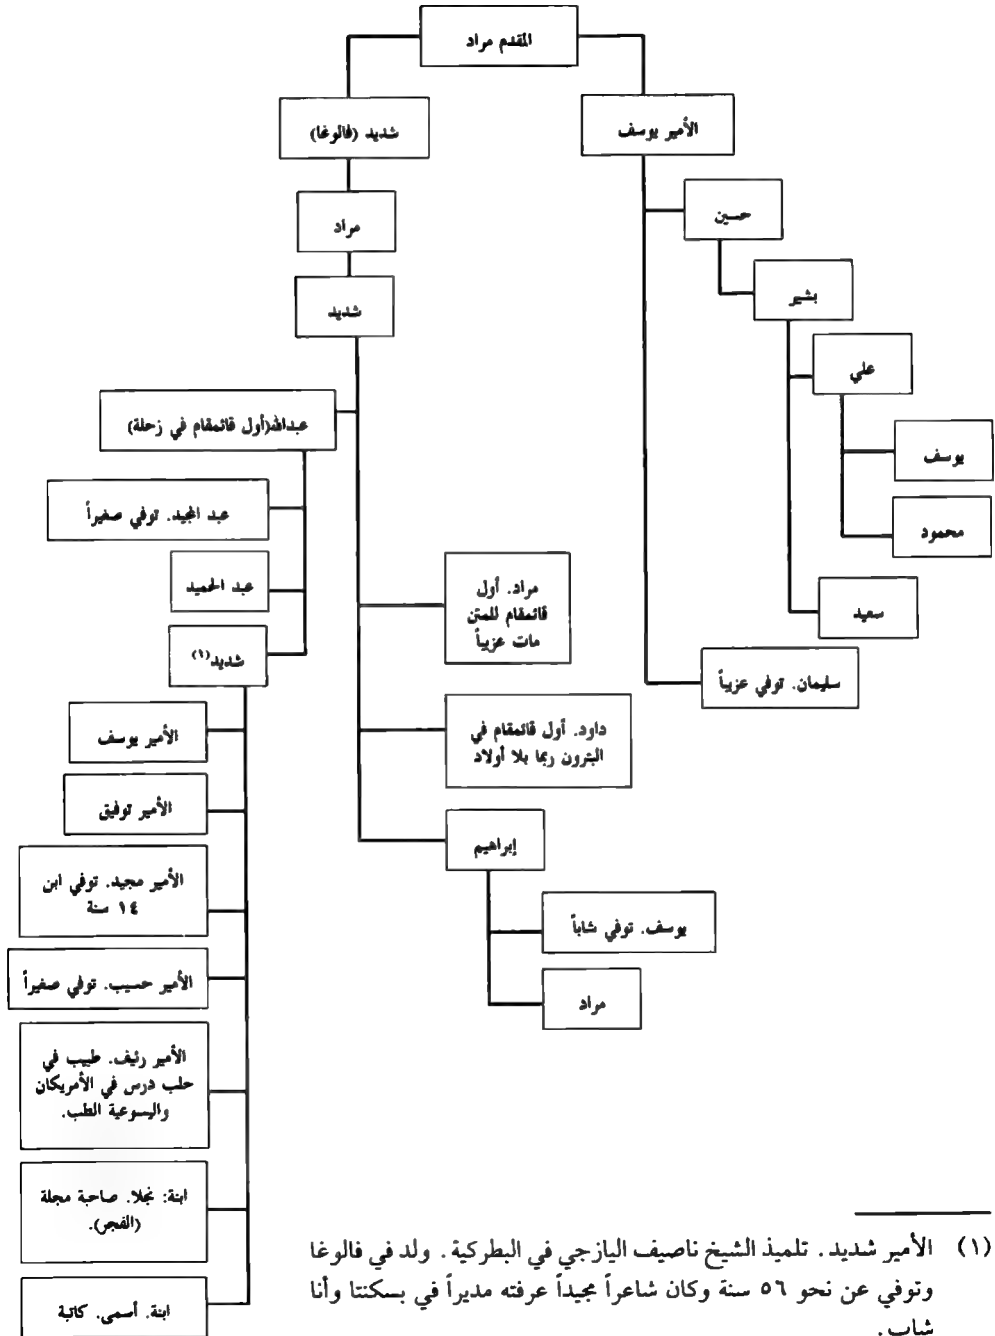 المقدم مراد
الأمير يوسف
شديد (فالوغا)
حسين
مراد
بشير
شديد
علي
عبدالله(أول قائمقام في زحلة)
يوسف
عبد المجيد. توفي صغيراً
محمود
مراد. أول
قائمقام للمتن
مات عزيباً
عبد الحميد
سعيد
شديد(١)
سليمان. توفي عزيباً
الأمير يوسف
داود. أول قائمقام في
البترون ربما بلا أولاد
الأمير توفيق
إبراهيم
الأمير مجيد. توفي ابن
١٤ سنة
يوسف. توفي شاباً
الأمير حسيب. توفي صغيراً
مراد
الأمير رئيف. طبيب في
حلب درس في الأمريكان
واليسوعية الطب.
ابنة: نجلا. صاحبة مجلة
(الفجر).
ابنة. أسمى. كاتبة
(١) الأمير شديد. تلميذ الشيخ ناصيف اليازجي في البطركية. ولد في فالوغا
وتوفي عن نحو ٥٦ سنة وكان شاعراً مجيداً عرفته مديراً في بسكنتا وأنا
شاب.